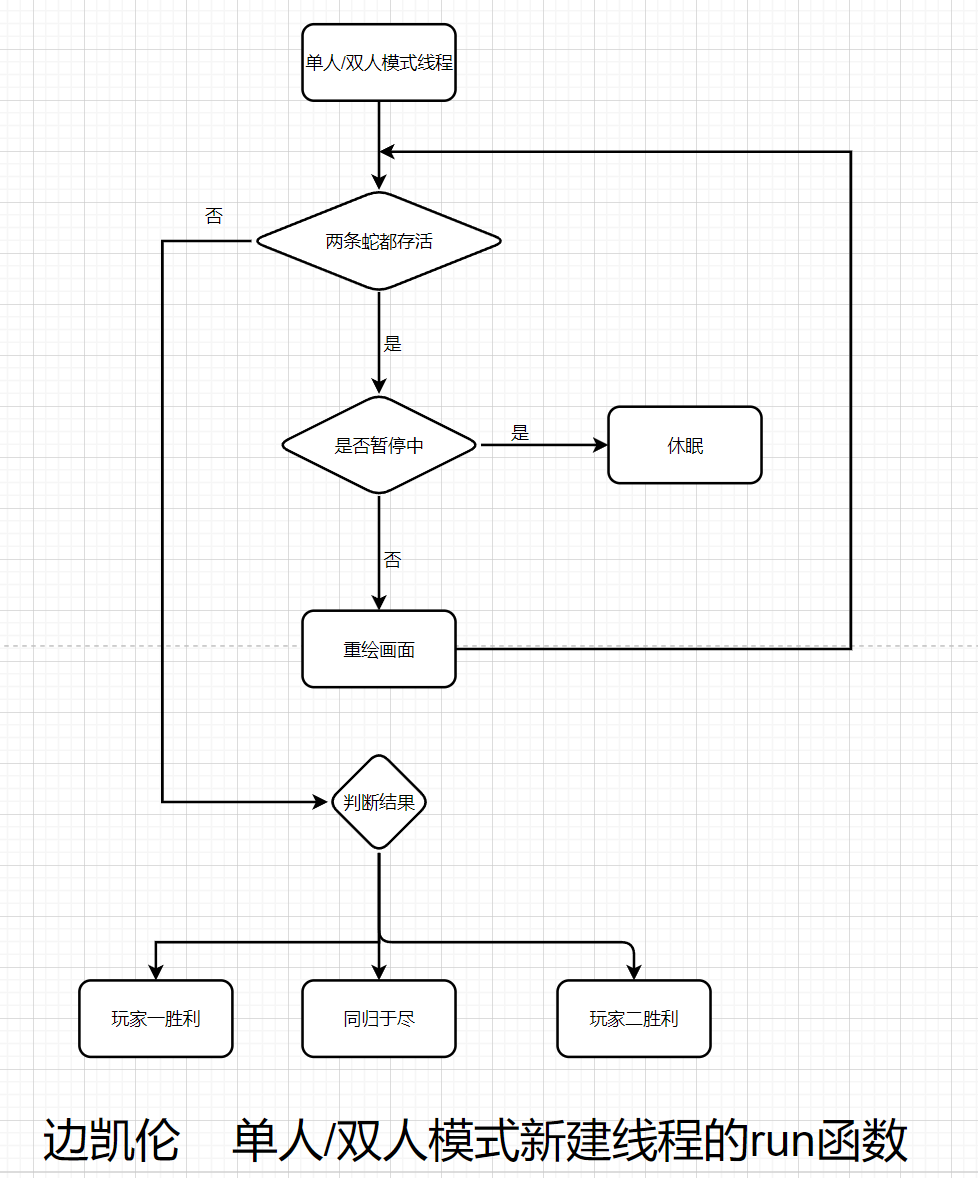 单人/双人模式线程
否
两条蛇都存活
是
是否暂停中
是
休眠
否
重绘画面
判断结果
玩家一胜利
同归于尽
玩家二胜利
边凯伦 单人/双人模式新建线程的run函数